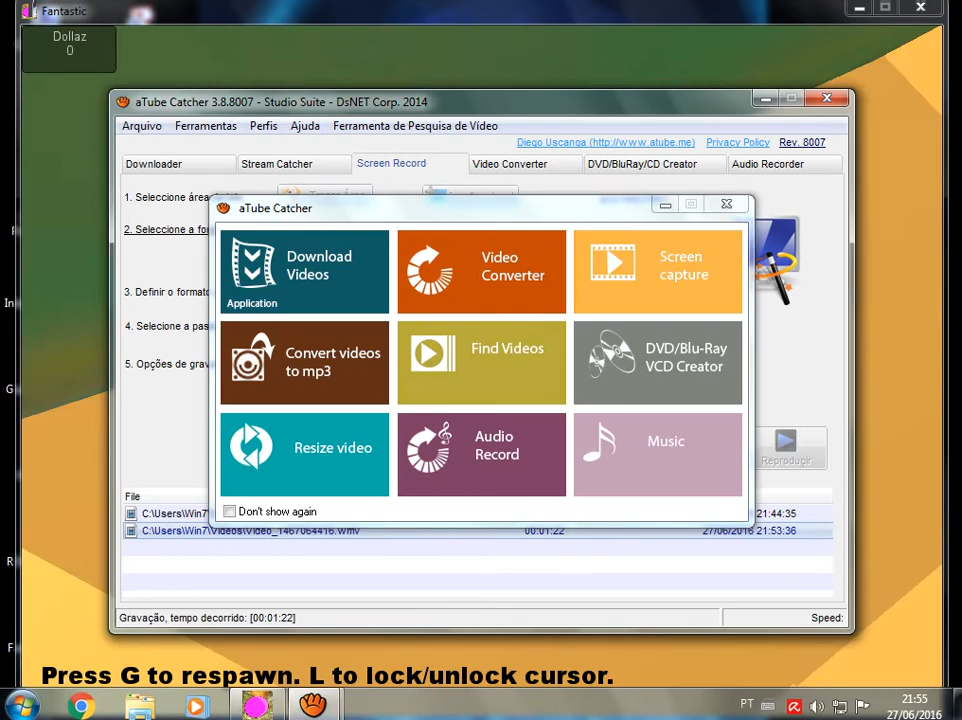 Fantastic
Dollaz
0
aTube Catcher 3.8.8007 - Studio Suite - DsNET Corp. 2014
Arquivo Ferramentas Perfis Ajuda Ferramenta de Pesquisa de Vídeo
Diego Uscanga (http://www.atube.me) Privacy Policy Rev. 8007
Downloader Stream Catcher Screen Record Video Converter DVD/BluRay/CD Creator Audio Recorder
1. Seleccione área
2. Seleccione a
3. Definir o formato
4. Selecione a
5. Opções de
aTube Catcher
Download Videos
Application
Video Converter
Screen capture
Convert videos to mp3
Find Videos
DVD/Blu-Ray VCD Creator
Resize video
Audio Record
Music
Don't show again
Reproduçir
File
21:44:35
C:\Users\Win7\Videos\Video_1467064416.wmv 00:01:22 27/06/2016 21:53:36
Gravação, tempo decorrido: [00:01:22] Speed:
Press G to respawn. L to lock/unlock cursor.
PT
21:55
27/06/2016